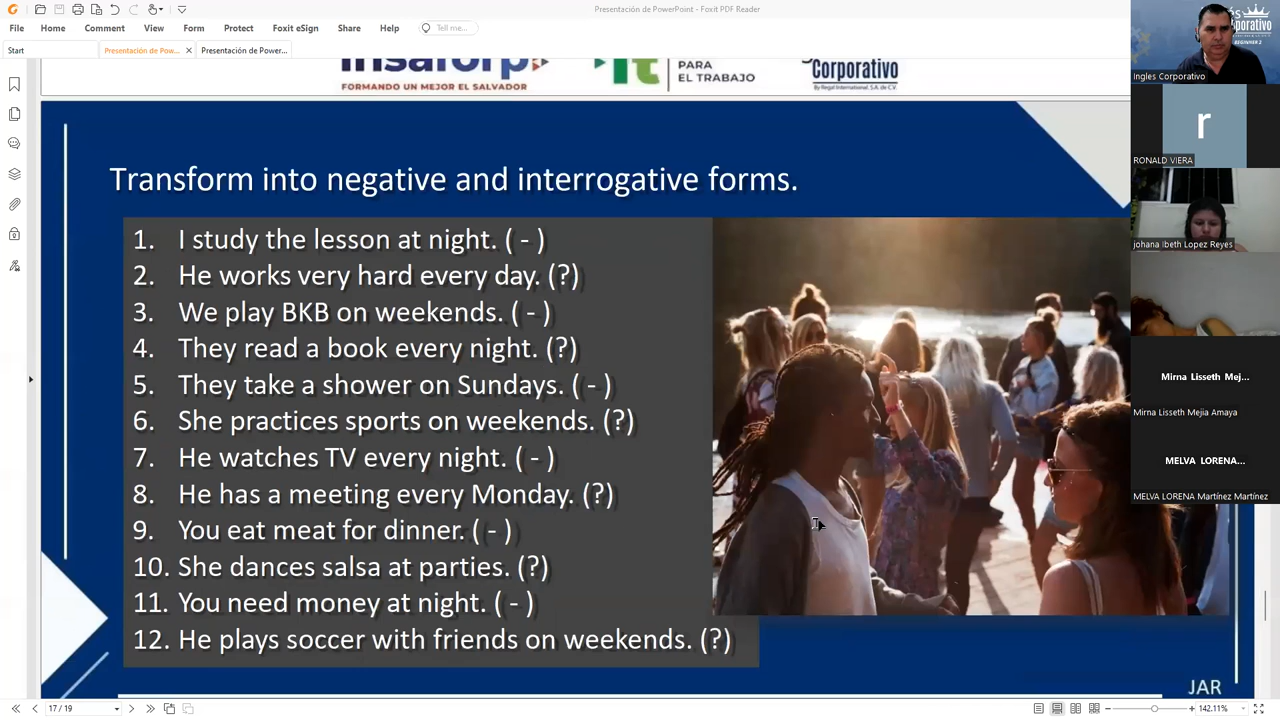 Presentación de PowerPoint - Foxit PDF Reader
File Home Comment View Form Protect Foxit eSign Share Help Tell me...
Start Presentación de Pow... Presentación de Power...
FORMANDO UN MEJOR EL SALVADOR
PARA
EL TRABAJO
Corporativo
By Regal International, S.A. de C.V.
Transform into negative and interrogative forms.
1. I study the lesson at night. ( - )
2. He works very hard every day. (?)
3. We play BKB on weekends. ( - )
4. They read a book every night. (?)
5. They take a shower on Sundays. ( - )
6. She practices sports on weekends. (?)
7. He watches TV every night. ( - )
8. He has a meeting every Monday. (?)
9. You eat meat for dinner. ( - )
10. She dances salsa at parties. (?)
11. You need money at night. ( - )
12. He plays soccer with friends on weekends. (?)
JAR
Ingles Corporativo
r
RONALD VIERA
johana Ibeth Lopez Reyes
Mirna Lisseth Mej...
Mirna Lisseth Mejia Amaya
MELVA LORENA...
MELVA LORENA Martínez Martínez
17 / 19
142.11%